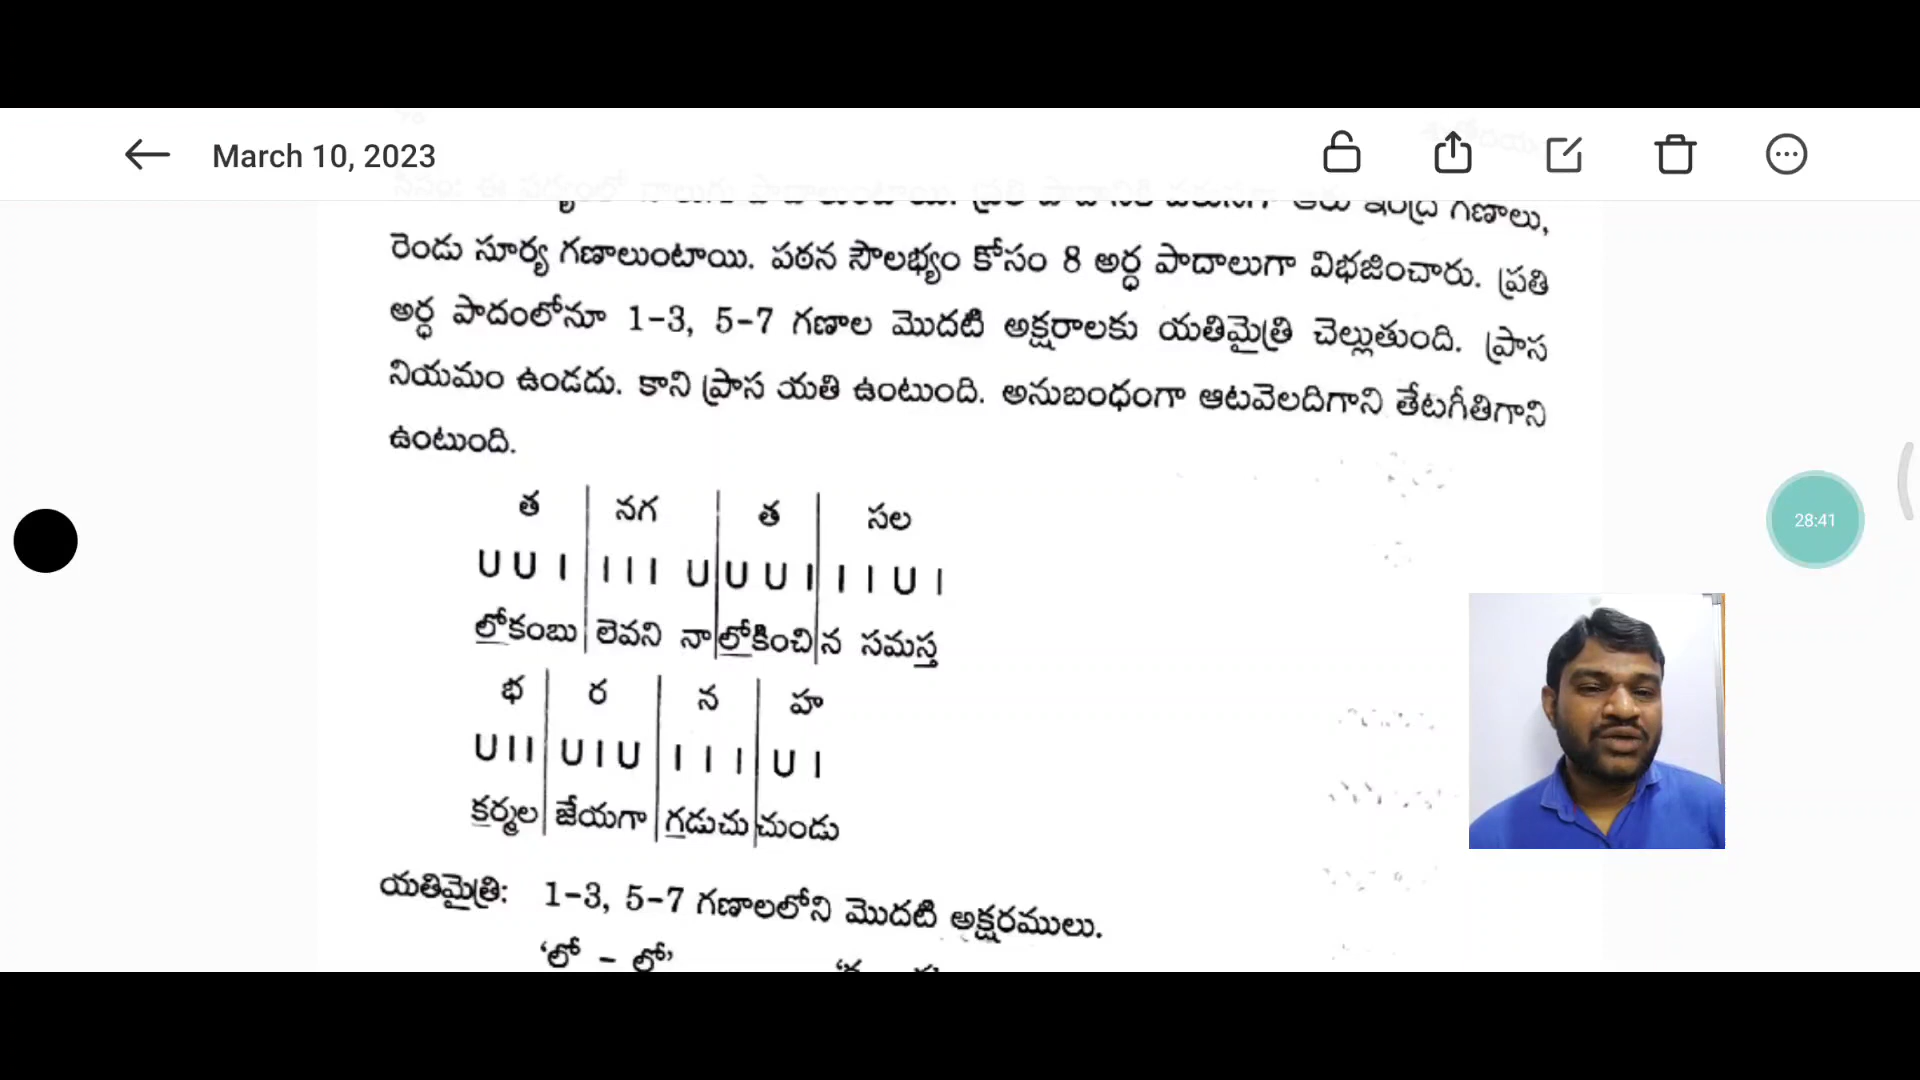 March 10, 2023
ఇంద్ర గణాలు,
రెండు సూర్య గణాలుంటాయి. పఠన సౌలభ్యం కోసం 8 అర్ధ పాదాలుగా విభజించారు. ప్రతి
అర్ధ పాదంలోనూ 1-3, 5-7 గణాల మొదటి అక్షరాలకు యతిమైత్రి చెల్లుతుంది. ప్రాస
నియమం ఉండదు. కాని ప్రాస యతి ఉంటుంది. అనుబంధంగా ఆటవెలదిగాని తేటగీతిగాని
ఉంటుంది.
త నగ త సల
U U I I I I U U U I I I U I
లోకంబు లెవని నాలోకించిన సమస్త
భ ర న హ
U I I U I U I I I U I
కర్మల జేయగా గడుచు చుండు
యతిమైత్రి: 1-3, 5-7 గణాలలోని మొదటి అక్షరములు.
'లో - లో'
28:41